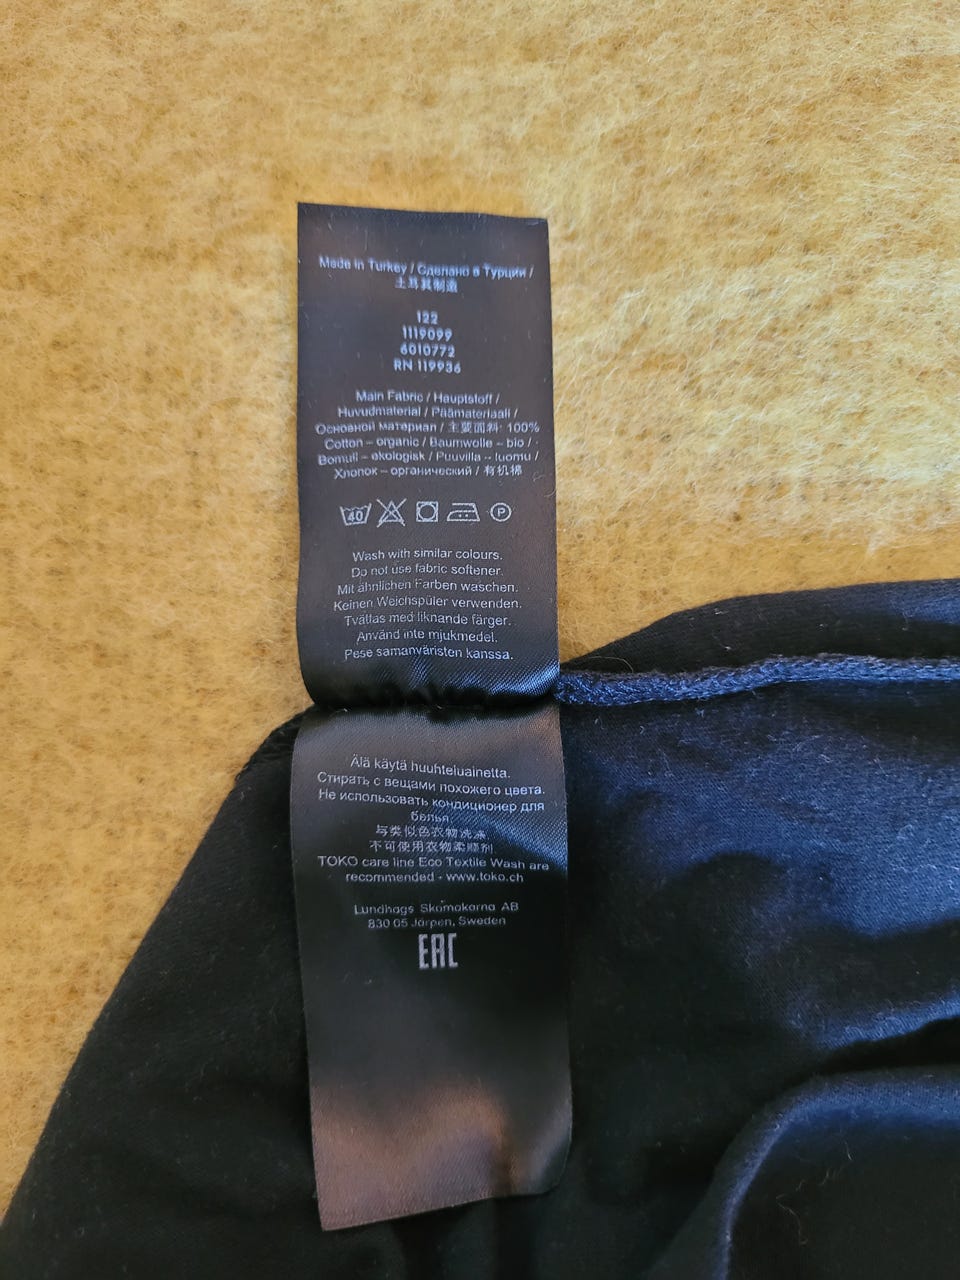 Made in Turkey / Сделано в Турции /
土耳其制造
122
1119099
6010772
RN 119936
Main Fabric / Hauptstoff /
Huvudmaterial / Päämateriaali /
Основной материал / 主要面料: 100%
Cotton – organic / Baumwolle – bio /
Bomull – ekologisk / Puuvilla – luomu /
Хлопок – органический / 有机棉
40 P
Wash with similar colours.
Do not use fabric softener.
Mit ähnlichen Farben waschen.
Keinen Weichspüler verwenden.
Tvättas med liknande färger.
Använd inte mjukmedel.
Pese samanväristen kanssa.
Älä käytä huuhteluainetta.
Стирать с вещами похожего цвета.
Не использовать кондиционер для
белья.
与类似色衣物洗涤.
不可使用衣物柔顺剂.
TOKO care line Eco Textile Wash are
recommended - www.toko.ch
Lundhags Skomakarna AB
830 05 Järpen, Sweden
EAC